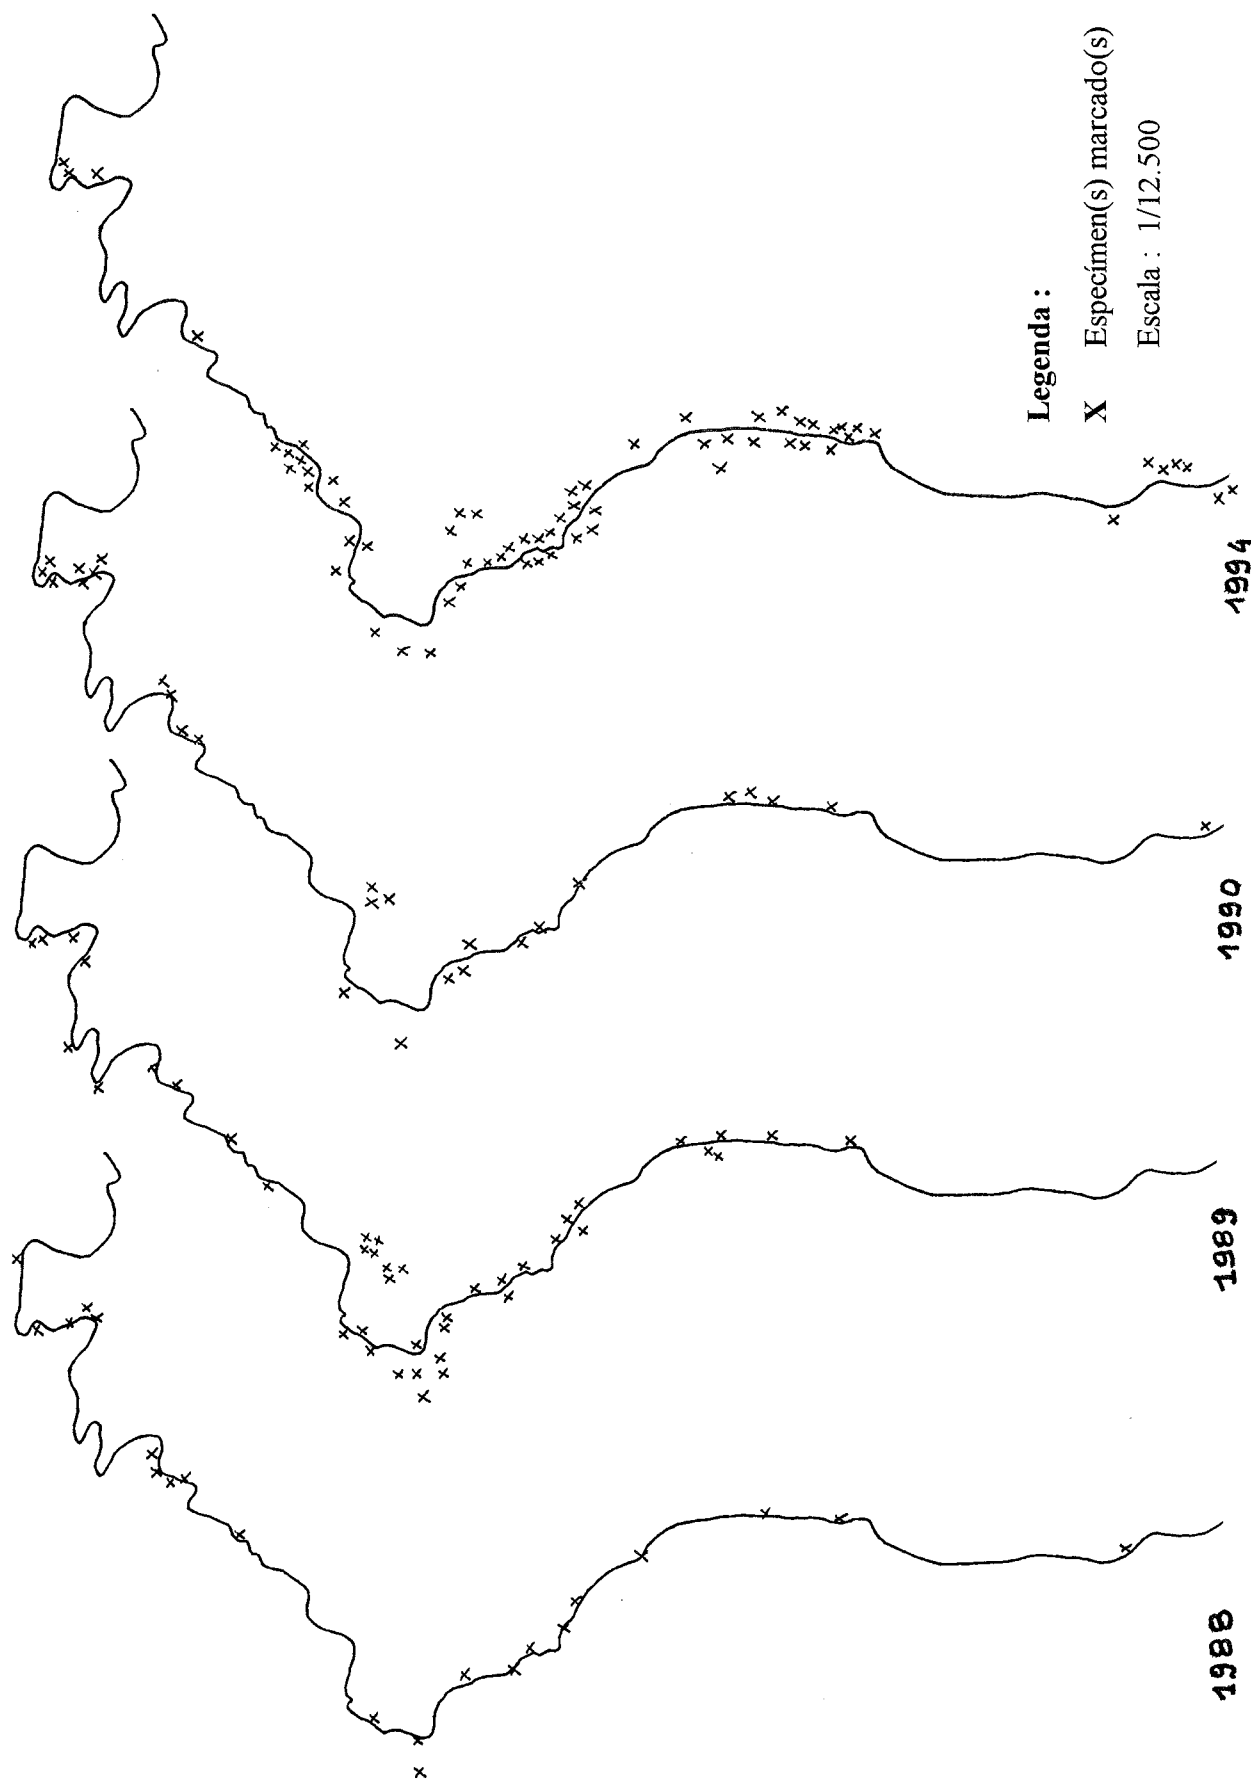 1988
1989
1990
1994
Legenda :
X Especímen(s) marcado(s)
Escala : 1/12.500